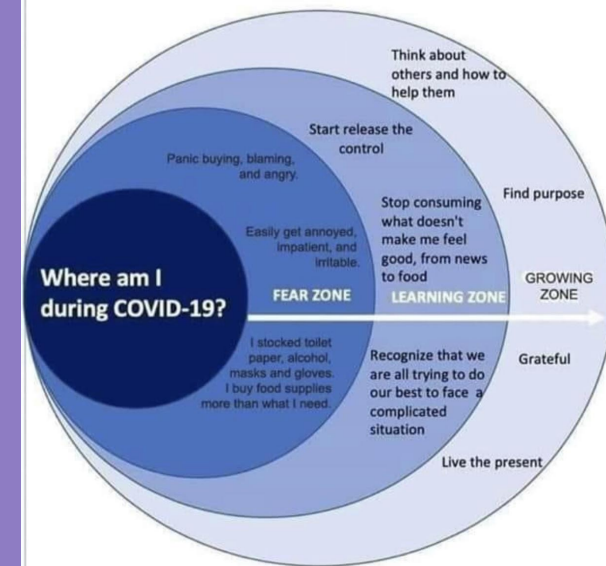 Think about
others and how to
help them
Start release the
control
Panic buying, blaming,
and angry.
Find purpose
Stop consuming
what doesn't
make me feel
good, from news
to food
Easily get annoyed,
impatient, and
irritable.
Where am I
during COVID-19?
FEAR ZONE
LEARNING ZONE
GROWING
ZONE
I stocked toilet
paper, alcohol,
masks and gloves.
I buy food supplies
more than what I need.
Recognize that we
are all trying to do
our best to face a
complicated
situation
Grateful
Live the present